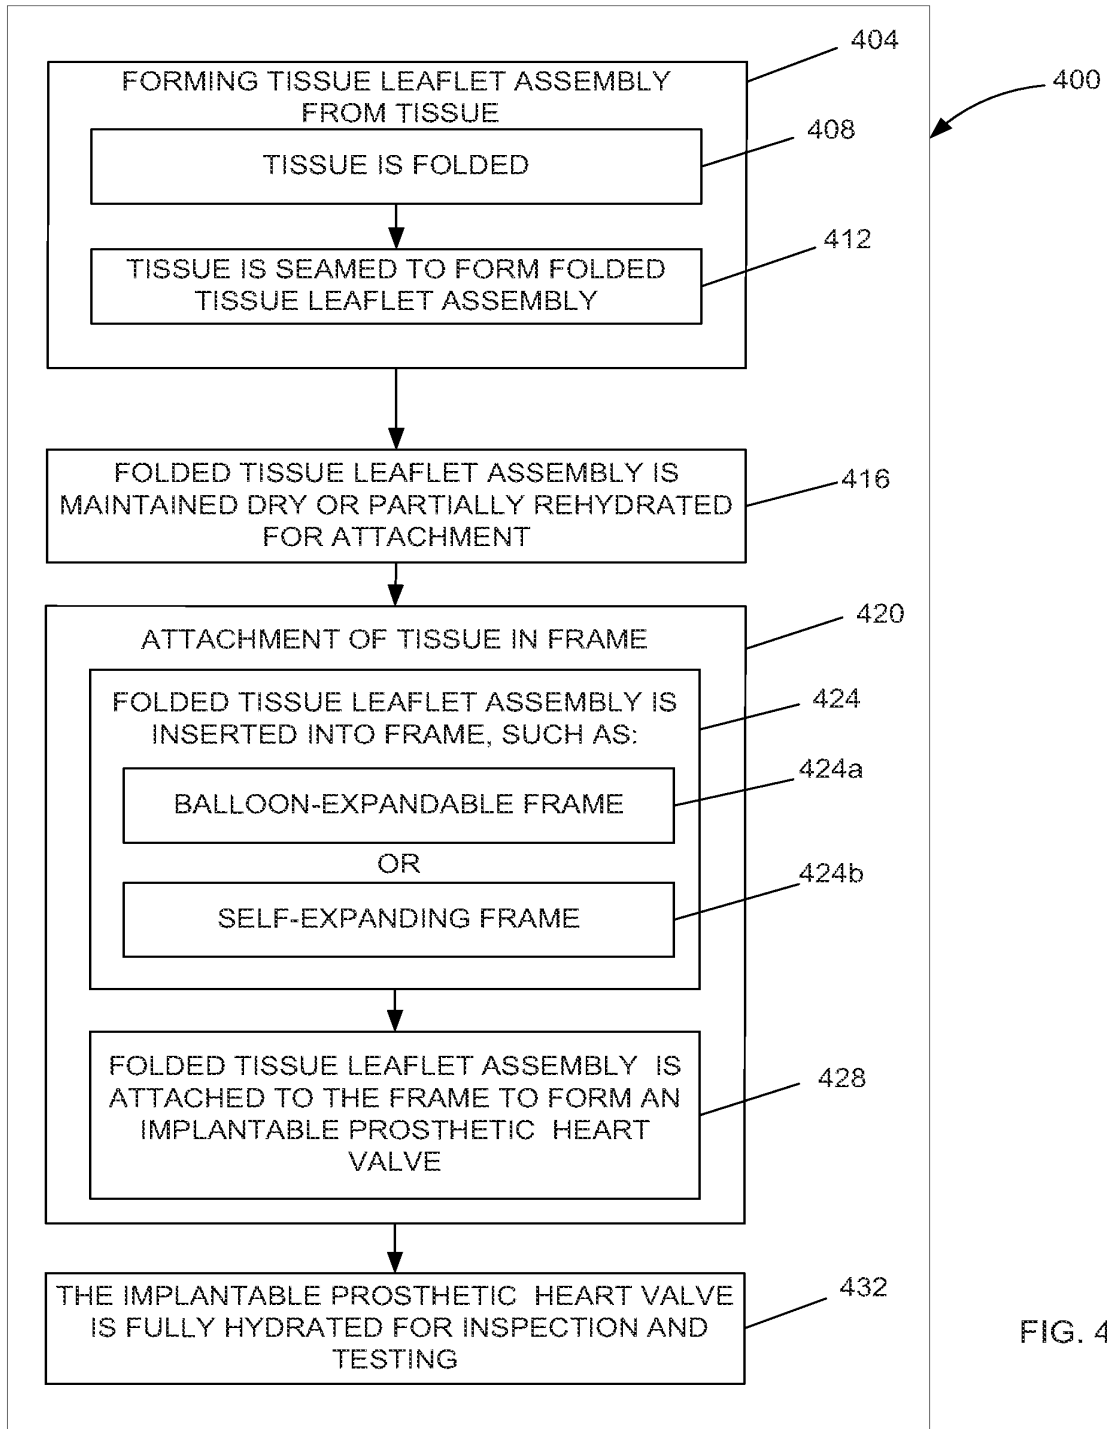 404
FORMING TISSUE LEAFLET ASSEMBLY
FROM TISSUE
400
408
TISSUE IS FOLDED
412
TISSUE IS SEAMED TO FORM FOLDED
TISSUE LEAFLET ASSEMBLY
FOLDED TISSUE LEAFLET ASSEMBLY IS
MAINTAINED DRY OR PARTIALLY REHYDRATED
FOR ATTACHMENT
416
420
ATTACHMENT OF TISSUE IN FRAME
FOLDED TISSUE LEAFLET ASSEMBLY IS
INSERTED INTO FRAME, SUCH AS:
424
424a
BALLOON-EXPANDABLE FRAME
OR
424b
SELF-EXPANDING FRAME
FOLDED TISSUE LEAFLET ASSEMBLY IS
ATTACHED TO THE FRAME TO FORM AN
IMPLANTABLE PROSTHETIC HEART
VALVE
428
432
THE IMPLANTABLE PROSTHETIC HEART VALVE
IS FULLY HYDRATED FOR INSPECTION AND
TESTING
FIG. 4